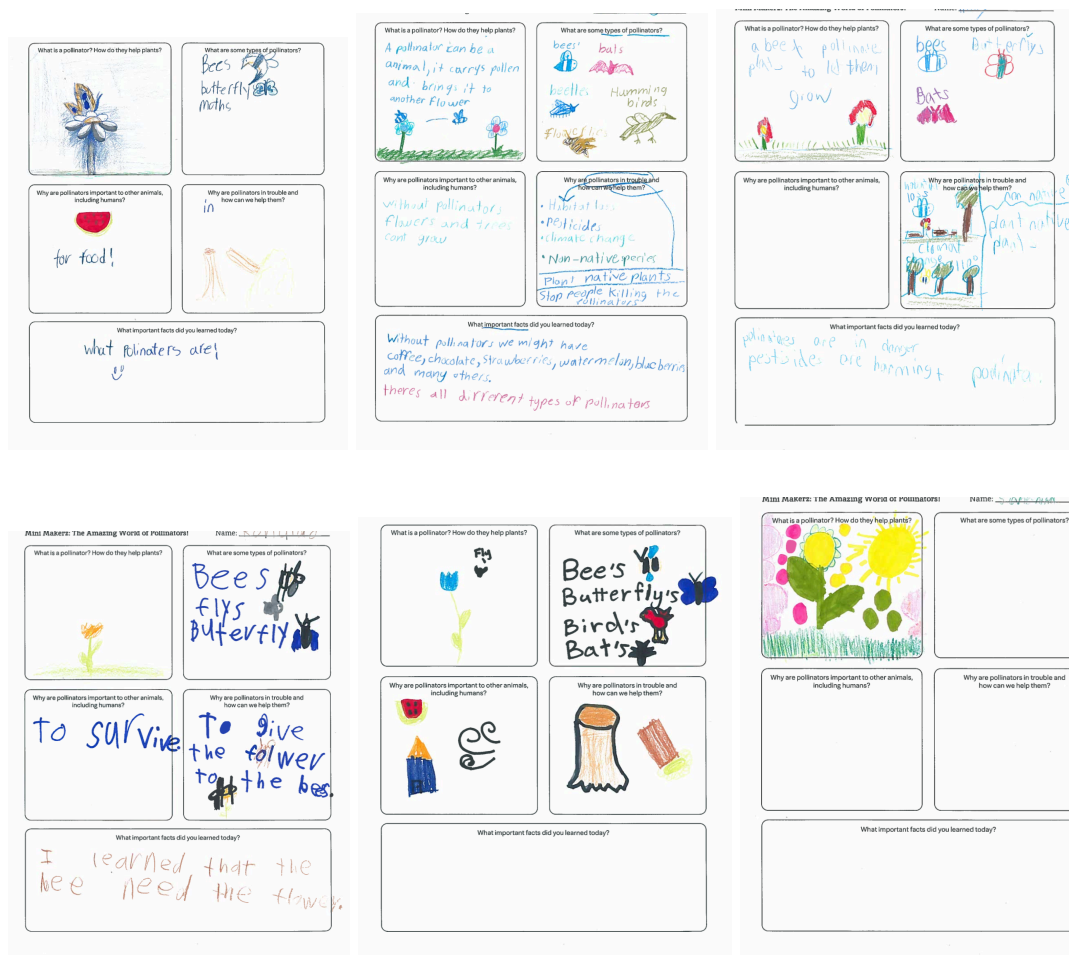 What is a pollinator? How do they help plants?
What are some types of pollinators?
Bees
butterfly
moths
Why are pollinators important to other animals,
including humans?
for food!
Why are pollinators in trouble and
how can we help them?
in
What important facts did you learned today?
what Polinaters are!
What is a pollinator? How do they help plants?
A pollinator can be a
animal, it carrys pollen
and brings it to
another flower
What are some types of pollinators?
bees
bats
beetles
Humming
birds
Why are pollinators important to other animals,
including humans?
Without pollinators
flowers and trees
cant grow
Why are pollinators in trouble and
how can we help them?
• Habitat loss
• Pesticides
• climate change
• Non-native species
Plant native plants
Stop people killing the
pollinators
What important facts did you learned today?
Without pollinators we might have
coffee, chocolate, strawberries, watermelon, blueberries
and many others.
theres all different types of pollinators
What is a pollinator? How do they help plants?
a bee pollinate
to
grow
What are some types of pollinators?
bees
Butterflys
Bats
Why are pollinators important to other animals,
including humans?
Why are pollinators in trouble and
how can we help them?
loss
non native
plant native
plant
What important facts did you learned today?
are in danger
pesticides are harming
Mini Makers: The Amazing World of Pollinators!
Name:
What is a pollinator? How do they help plants?
What are some types of pollinators?
Bees
flys
Buterfly
Why are pollinators important to other animals,
including humans?
to survive
Why are pollinators in trouble and
how can we help them?
To give
the folwer
to the bes.
What important facts did you learned today?
I learned that the
bee need the flower.
What is a pollinator? How do they help plants?
Fly
What are some types of pollinators?
Bee's
Butterfly's
Bird's
Bat's
Why are pollinators important to other animals,
including humans?
Why are pollinators in trouble and
how can we help them?
What important facts did you learned today?
Mini Makers: The Amazing World of Pollinators!
Name:
What is a pollinator? How do they help plants?
What are some types of pollinators?
Why are pollinators important to other animals,
including humans?
Why are pollinators in trouble and
how can we help them?
What important facts did you learned today?